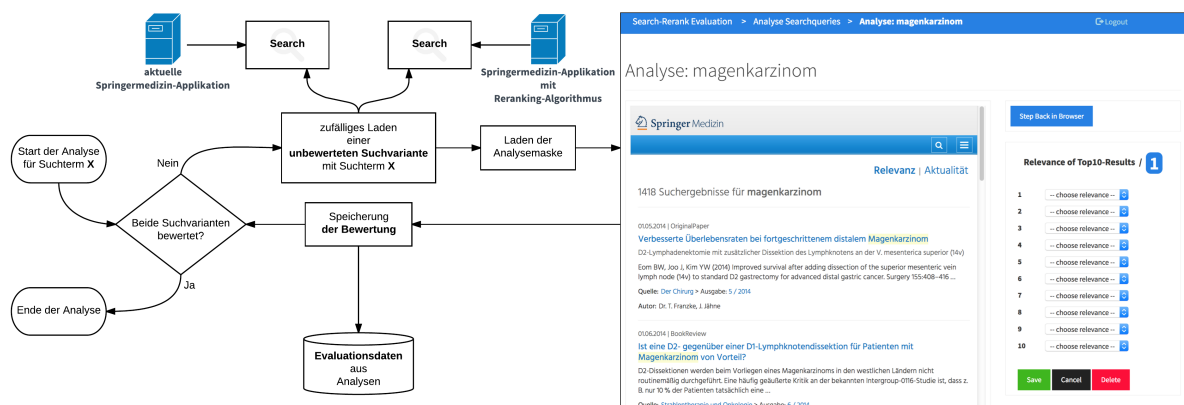 Search
Search
aktuelle
Springermedizin-Applikation
Springermedizin-Applikation
mit
Reranking-Algorithmus
Start der Analyse
für Suchterm X
Nein
zufälliges Laden
einer
unbewerteten Suchvariante
mit Suchterm X
Laden der
Analysemaske
Beide Suchvarianten
bewertet?
Speicherung
der Bewertung
Ja
Ende der Analyse
Evaluationsdaten
aus
Analysen
Search-Rerank Evaluation > Analyse Searchqueries > Analyse: magenkarzinom
Logout
Analyse: magenkarzinom
Springer Medizin
Relevanz | Aktualität
1418 Suchergebnisse für magenkarzinom
01.05.2014 | OriginalPaper
Verbesserte Überlebensraten bei fortgeschrittenem distalem Magenkarzinom
D2-Lymphadenektomie mit zusätzlicher Dissektion des Lymphknotens an der V. mesenterica superior (14v)
Eom BW, Joo J, Kim YW (2014) Improved survival after adding dissection of the superior mesenteric vein
lymph node (14v) to standard D2 gastrectomy for advanced distal gastric cancer. Surgery 155:408–416 ...
Quelle: Der Chirurg > Ausgabe: 5 / 2014
Autor: Dr. T. Franzke, J. Jähne
01.06.2014 | BookReview
Ist eine D2- gegenüber einer D1-Lymphknotendissektion für Patienten mit
Magenkarzinom von Vorteil?
D2-Dissektionen werden beim Vorliegen eines Magenkarzinoms in den westlichen Ländern nicht
routinemäßig durchgeführt. Eine häufig geäußerte Kritik an der bekannten Intergroup-0116-Studie ist, dass z.
B. nur 10 % der Patienten tatsächlich eine ...
Quelle: Strahlentherapie und Onkologie > Ausgabe: 6 / 2014
Step Back in Browser
Relevance of Top10-Results / 1
1 -- choose relevance --
2 -- choose relevance --
3 -- choose relevance --
4 -- choose relevance --
5 -- choose relevance --
6 -- choose relevance --
7 -- choose relevance --
8 -- choose relevance --
9 -- choose relevance --
10 -- choose relevance --
Save Cancel Delete